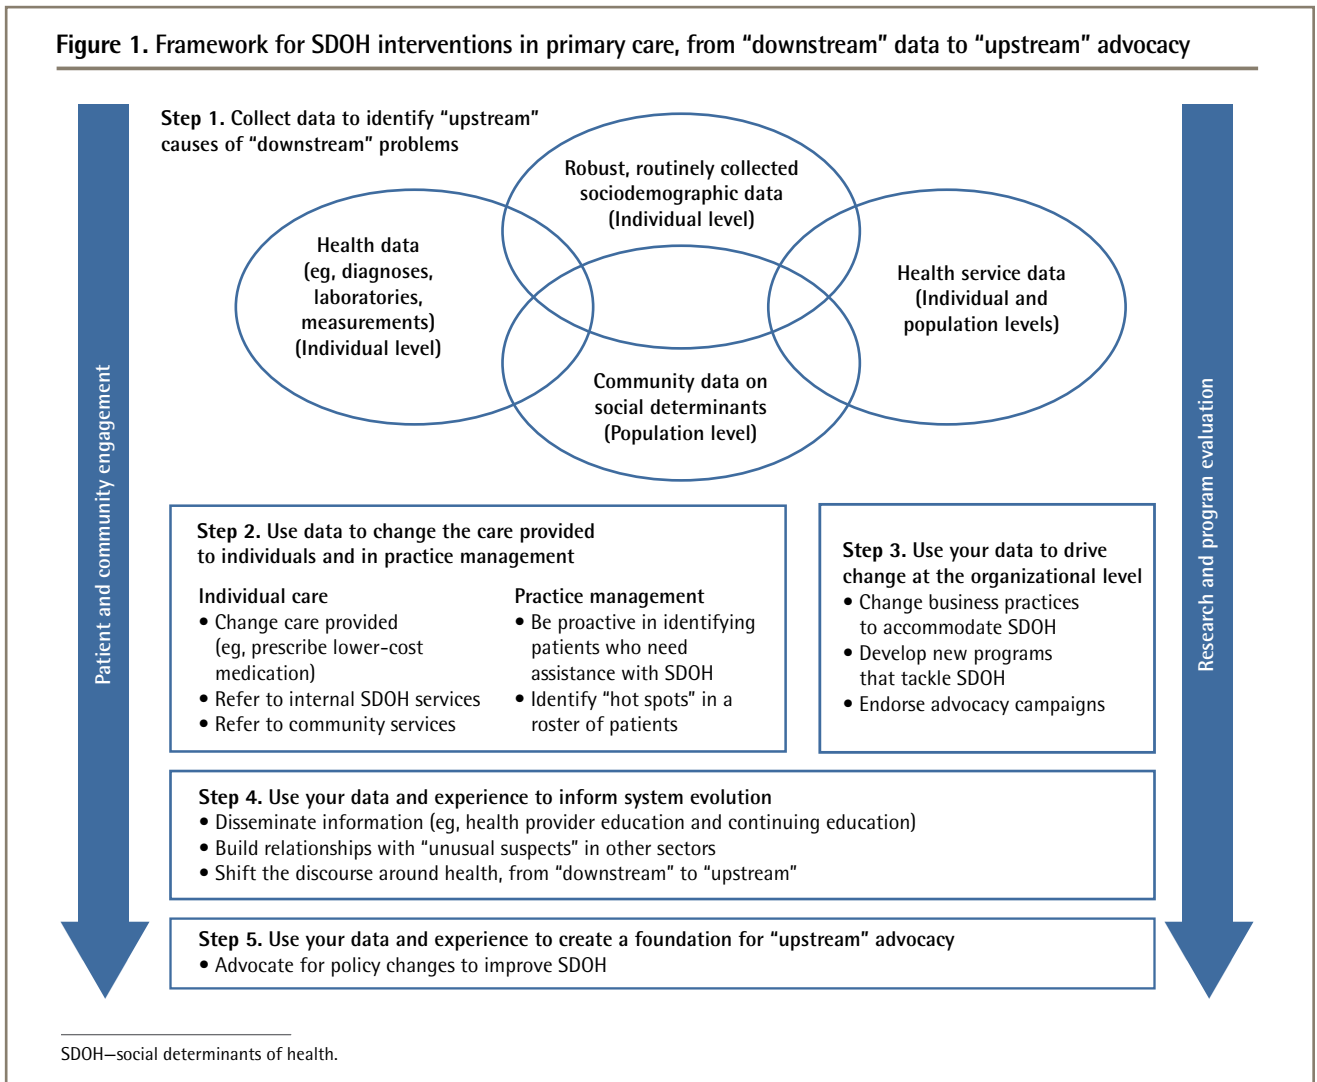 Figure 1. Framework for SDOH interventions in primary care, from “downstream” data to “upstream” advocacy
Step 1. Collect data to identify “upstream”
causes of “downstream” problems
Robust, routinely collected
sociodemographic data
(Individual level)
Health data
(eg, diagnoses,
laboratories,
measurements)
(Individual level)
Health service data
(Individual and
population levels)
Community data on
social determinants
(Population level)
Patient and community engagement
Research and program evaluation
Step 2. Use data to change the care provided
to individuals and in practice management
Individual care
• Change care provided
(eg, prescribe lower-cost
medication)
• Refer to internal SDOH services
• Refer to community services
Practice management
• Be proactive in identifying
patients who need
assistance with SDOH
• Identify “hot spots” in a
roster of patients
Step 3. Use your data to drive
change at the organizational level
• Change business practices
to accommodate SDOH
• Develop new programs
that tackle SDOH
• Endorse advocacy campaigns
Step 4. Use your data and experience to inform system evolution
• Disseminate information (eg, health provider education and continuing education)
• Build relationships with “unusual suspects” in other sectors
• Shift the discourse around health, from “downstream” to “upstream”
Step 5. Use your data and experience to create a foundation for “upstream” advocacy
• Advocate for policy changes to improve SDOH
SDOH—social determinants of health.